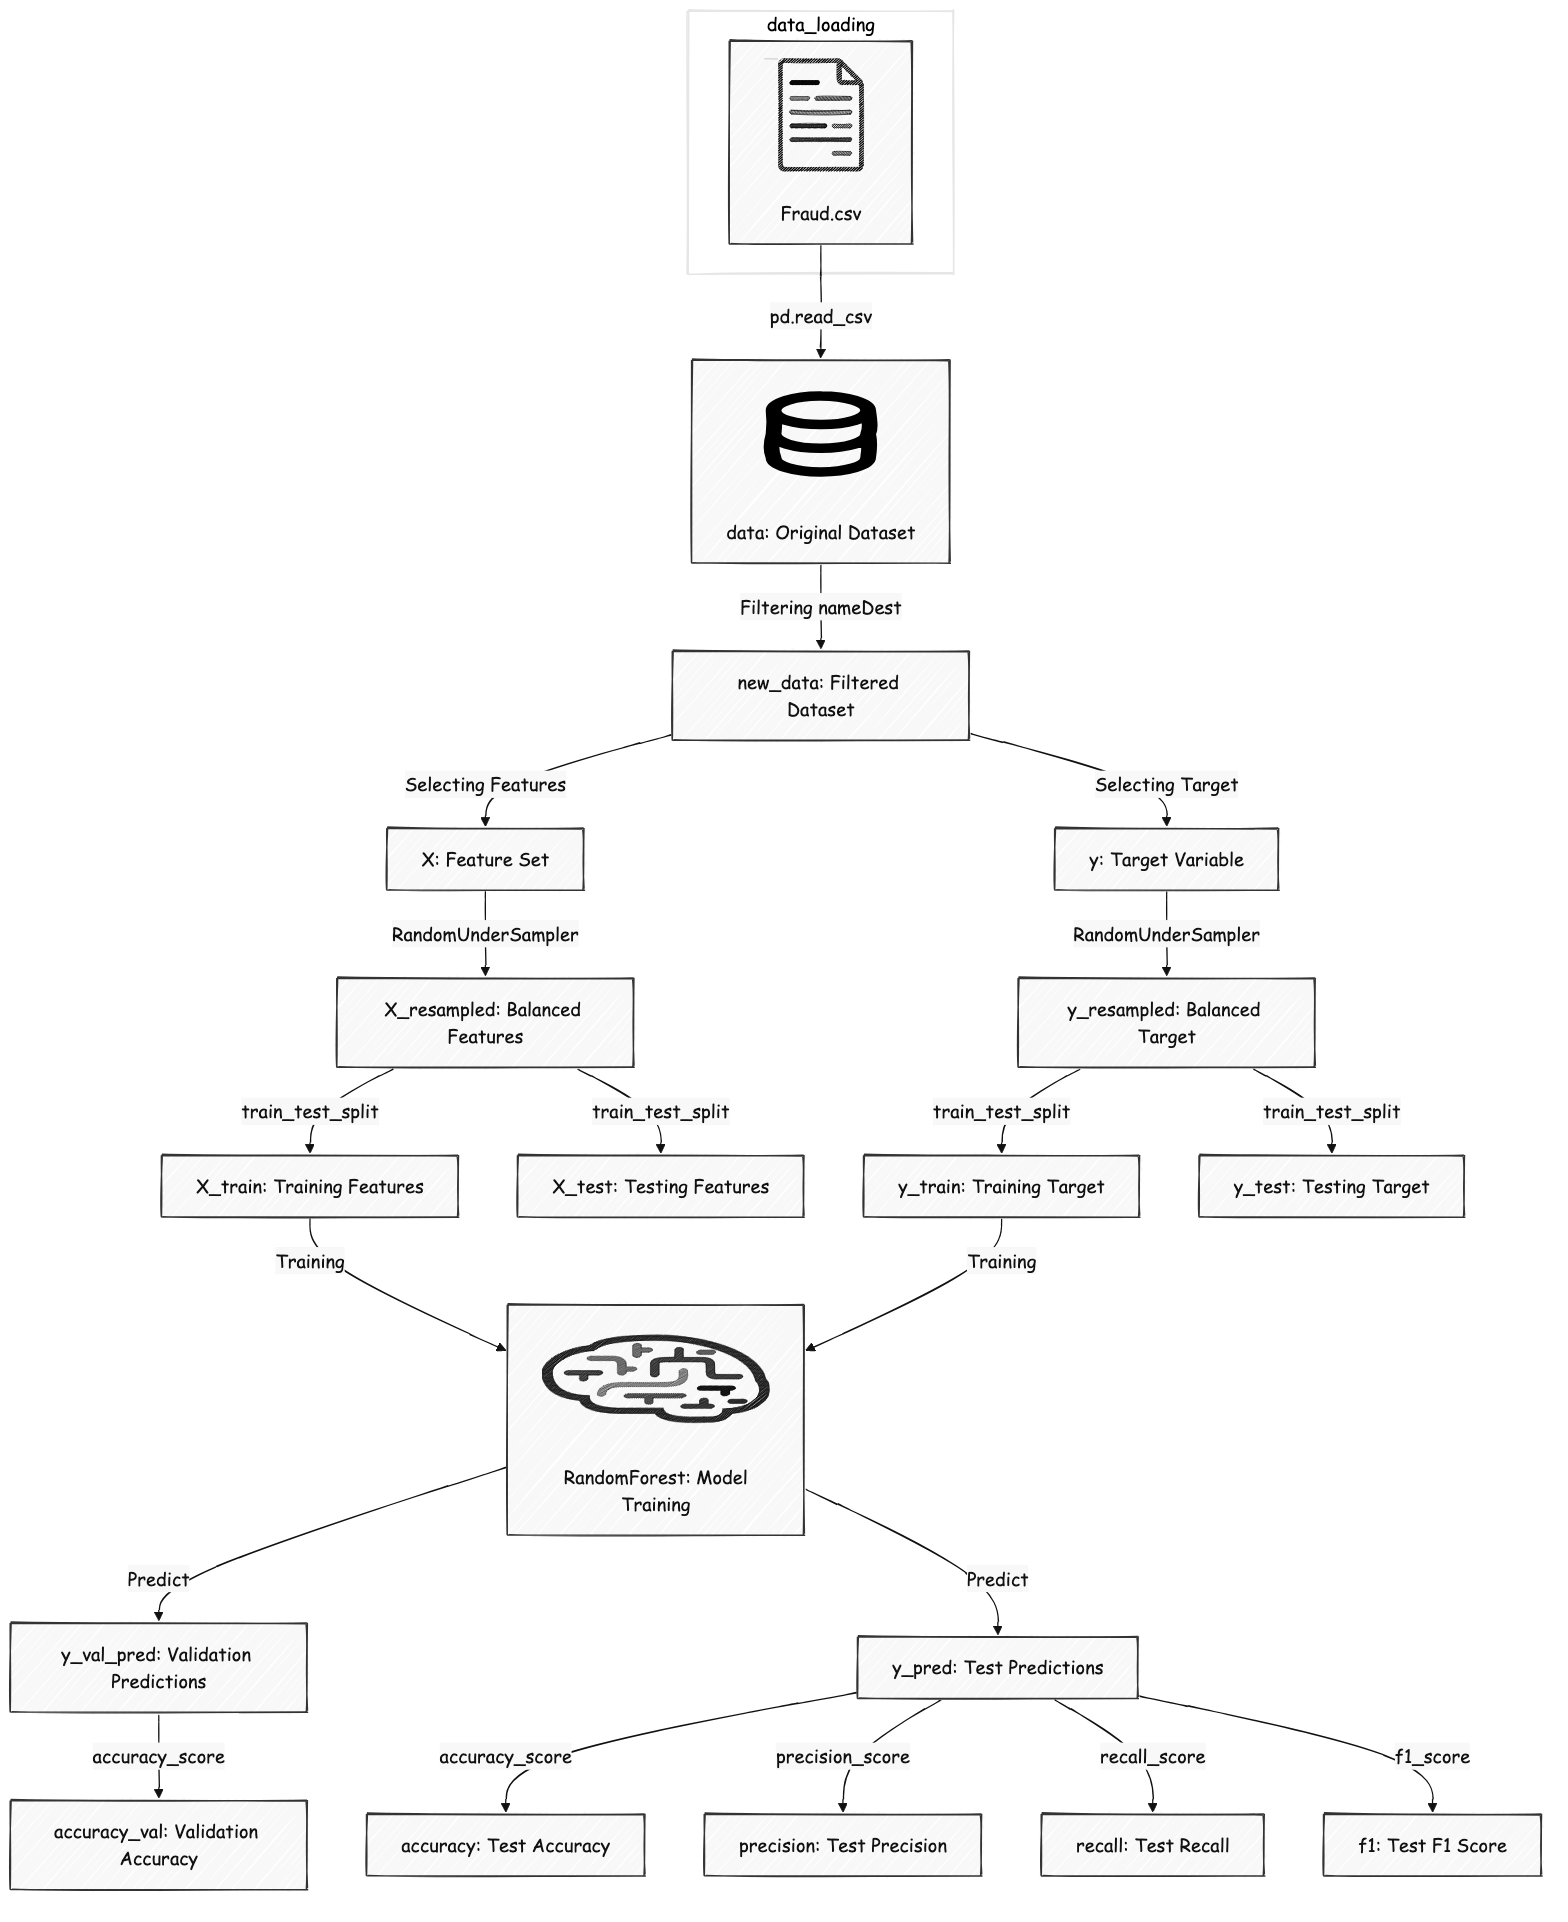 data_loading
Fraud.csv
pd.read_csv
data: Original Dataset
Filtering nameDest
new_data: Filtered
Dataset
Selecting Features
Selecting Target
X: Feature Set
y: Target Variable
RandomUnderSampler
RandomUnderSampler
X_resampled: Balanced
Features
y_resampled: Balanced
Target
train_test_split
train_test_split
train_test_split
train_test_split
X_train: Training Features
X_test: Testing Features
y_train: Training Target
y_test: Testing Target
Training
Training
RandomForest: Model
Training
Predict
Predict
y_val_pred: Validation
Predictions
y_pred: Test Predictions
accuracy_score
accuracy_score
precision_score
recall_score
f1_score
accuracy_val: Validation
Accuracy
accuracy: Test Accuracy
precision: Test Precision
recall: Test Recall
f1: Test F1 Score